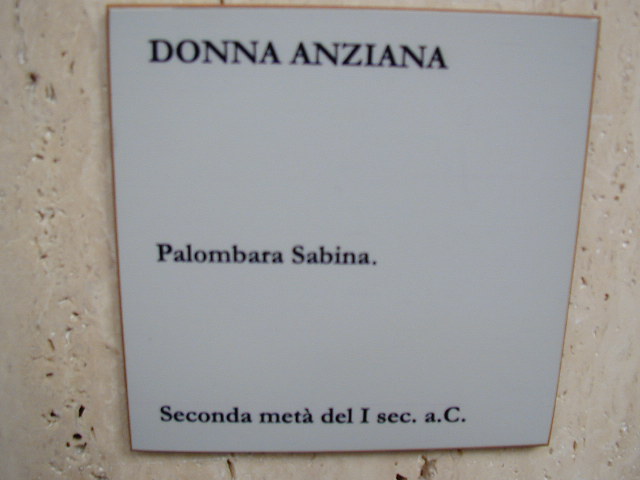 DONNA ANZIANA
Palombara Sabina.
Seconda metà del I sec. a.C.